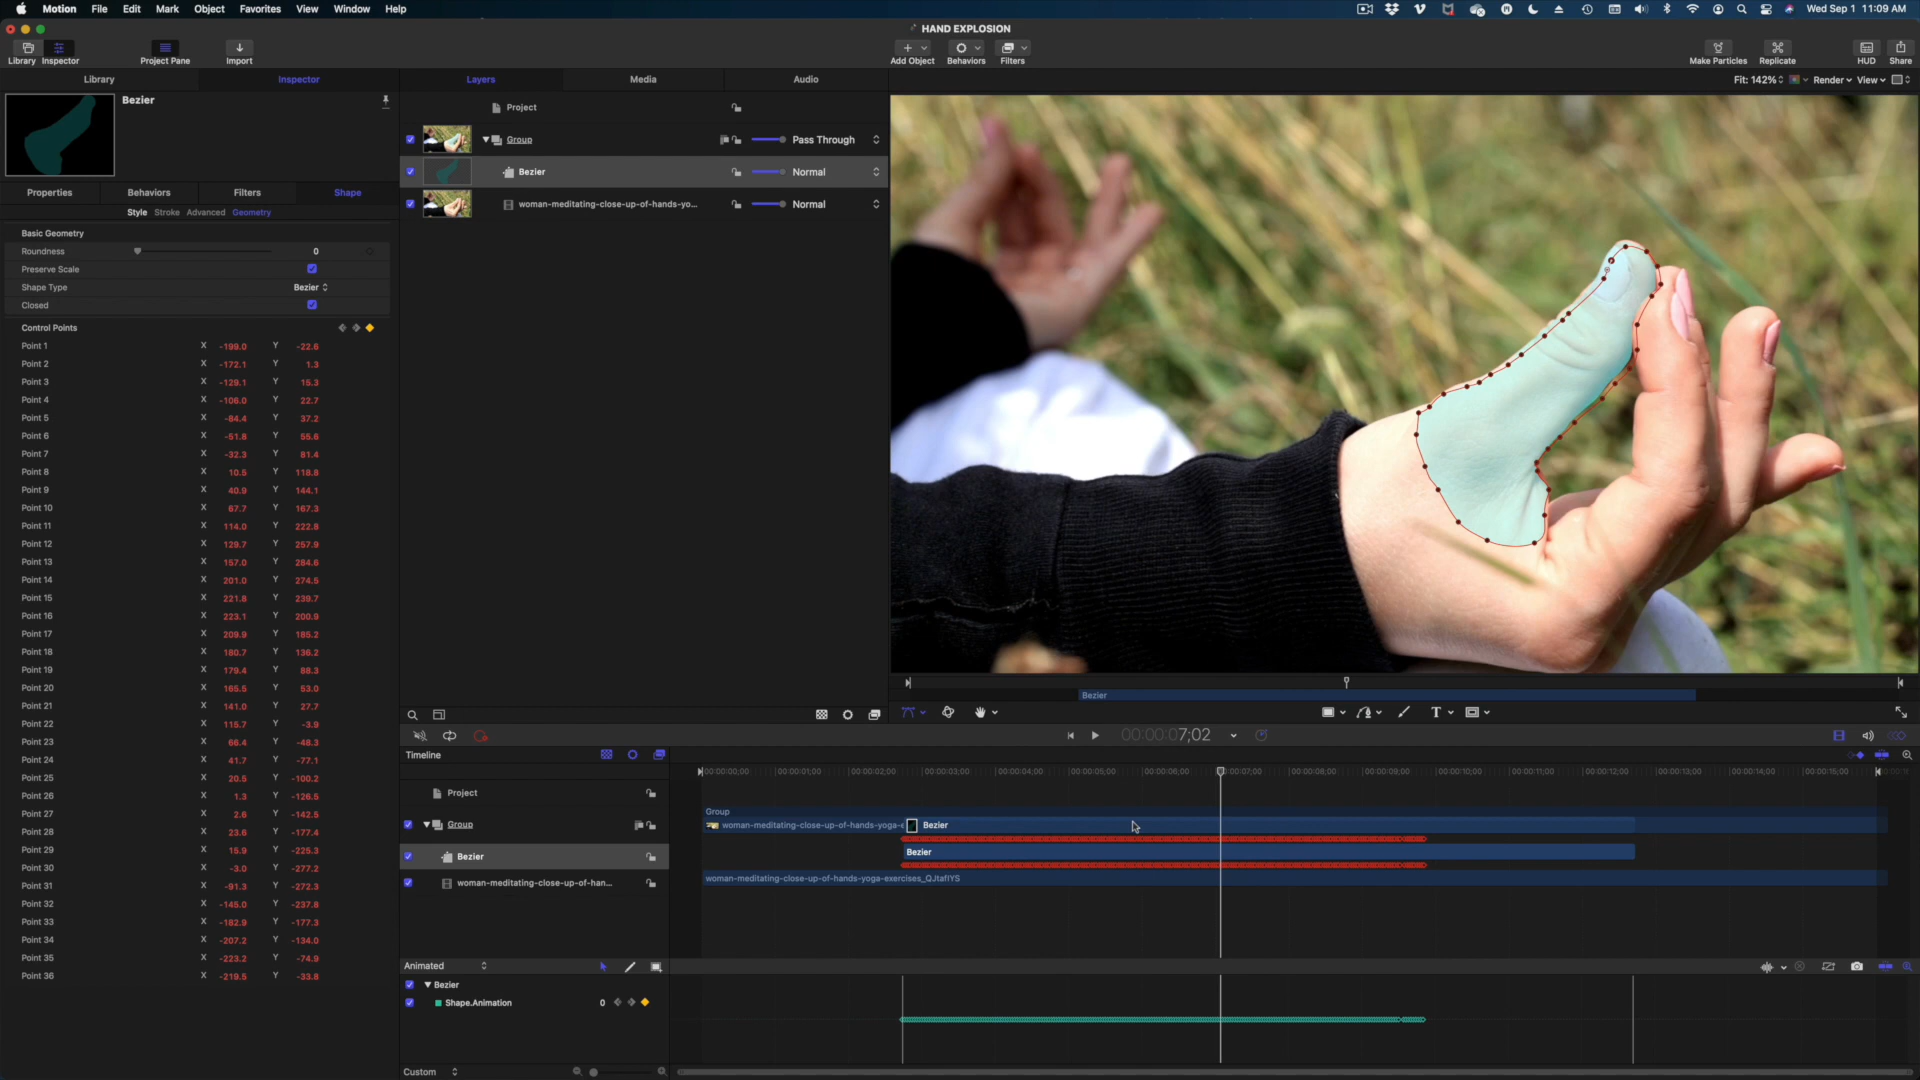 Motion File Edit Mark Object Favorites View Window Help
Wed Sep 1 11:09 AM
HAND EXPLOSION
Library Inspector Project Pane Import
Add Object Behaviors Filters
Make Particles Replicate HUD Share
Library Inspector
Layers Media Audio
Fit: 142% Render View
Bezier
Properties Behaviors Filters Shape
Style Stroke Advanced Geometry
Basic Geometry
Roundness 0
Preserve Scale
Shape Type Bezier
Closed
Control Points
Point 1 X -199.0 Y -22.6
Point 2 X -172.1 Y 1.3
Point 3 X -129.1 Y 15.3
Point 4 X -106.0 Y 22.7
Point 5 X -84.4 Y 37.2
Point 6 X -51.8 Y 55.6
Point 7 X -32.3 Y 81.4
Point 8 X 10.5 Y 118.8
Point 9 X 40.9 Y 144.1
Point 10 X 67.7 Y 167.3
Point 11 X 114.0 Y 222.8
Point 12 X 129.7 Y 257.9
Point 13 X 157.0 Y 284.6
Point 14 X 201.0 Y 274.5
Point 15 X 221.8 Y 239.7
Point 16 X 223.1 Y 200.9
Point 17 X 209.9 Y 185.2
Point 18 X 180.7 Y 136.2
Point 19 X 179.4 Y 88.3
Point 20 X 165.5 Y 53.0
Point 21 X 141.0 Y 27.7
Point 22 X 115.7 Y -3.9
Point 23 X 66.4 Y -48.3
Point 24 X 41.7 Y -77.1
Point 25 X 20.5 Y -100.2
Point 26 X 1.3 Y -126.5
Point 27 X 2.6 Y -142.5
Point 28 X 23.6 Y -177.4
Point 29 X 15.9 Y -225.3
Point 30 X -3.0 Y -277.2
Point 31 X -91.3 Y -272.3
Point 32 X -145.0 Y -237.8
Point 33 X -182.9 Y -177.3
Point 34 X -207.2 Y -134.0
Point 35 X -223.2 Y -74.9
Point 36 X -219.5 Y -33.8
Project
Group Pass Through
Bezier Normal
woman-meditating-close-up-of-hands-yo... Normal
Bezier
T
00:00:07;02
Timeline
00:00:00;00 00:00:01;00 00:00:02;00 00:00:03;00 00:00:04;00 00:00:05;00 00:00:06;00 00:00:07;00 00:00:08;00 00:00:09;00 00:00:10;00 00:00:11;00 00:00:12;00 00:00:13;00 00:00:14;00 00:00:15;00
Project
Group
Group
woman-meditating-close-up-of-hands-yoga-e
Bezier
Bezier
Bezier
woman-meditating-close-up-of-han...
woman-meditating-close-up-of-hands-yoga-exercises_QJtafIYS
Animated
Bezier
Shape.Animation 0
Custom